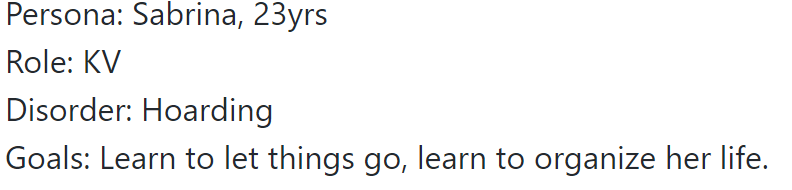 Persona: Sabrina, 23yrs
Role: KV
Disorder: Hoarding
Goals: Learn to let things go, learn to organize her life.